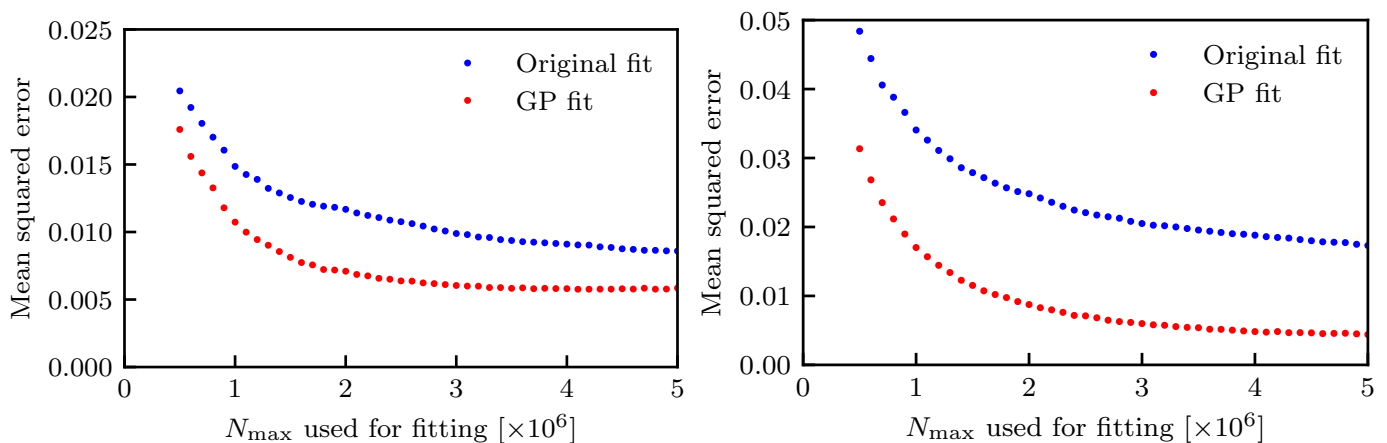 0.025
0.020
0.015
0.010
0.005
0.000
Mean squared error
Original fit
GP fit
0 1 2 3 4 5
N_max used for fitting [×10^6]
0.05
0.04
0.03
0.02
0.01
0.00
Mean squared error
Original fit
GP fit
0 1 2 3 4 5
N_max used for fitting [×10^6]